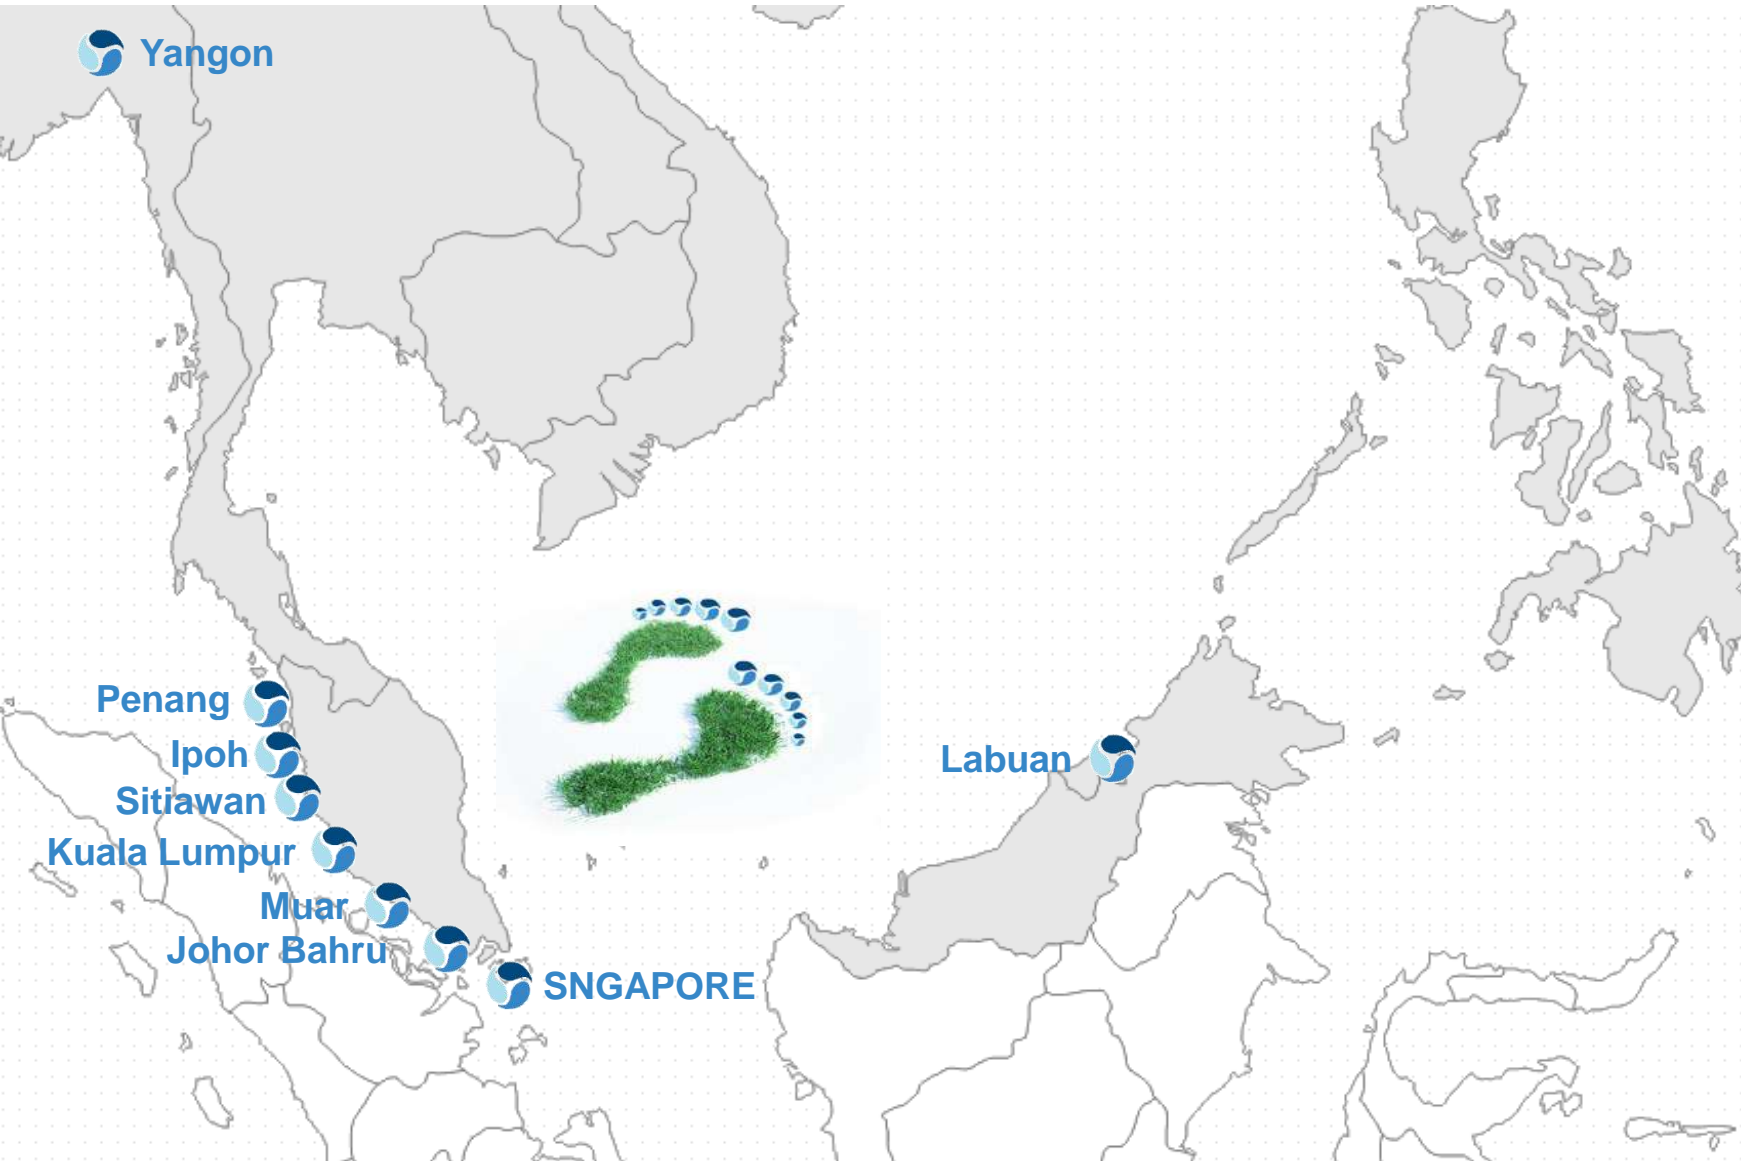 Yangon
Penang
Ipoh
Labuan
Sitiawan
Kuala Lumpur
Muar
Johor Bahru
SNGAPORE